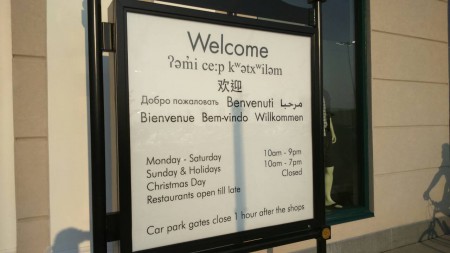 Welcome
ʔəm̓i ce:p kʷətxʷiləm
欢迎
Добро пожаловать Benvenuti مرحبا
Bienvenue Bem-vindo Willkommen
Monday - Saturday 10am - 9pm
Sunday & Holidays 10am - 7pm
Christmas Day Closed
Restaurants open till late
Car park gates close 1 hour after the shops